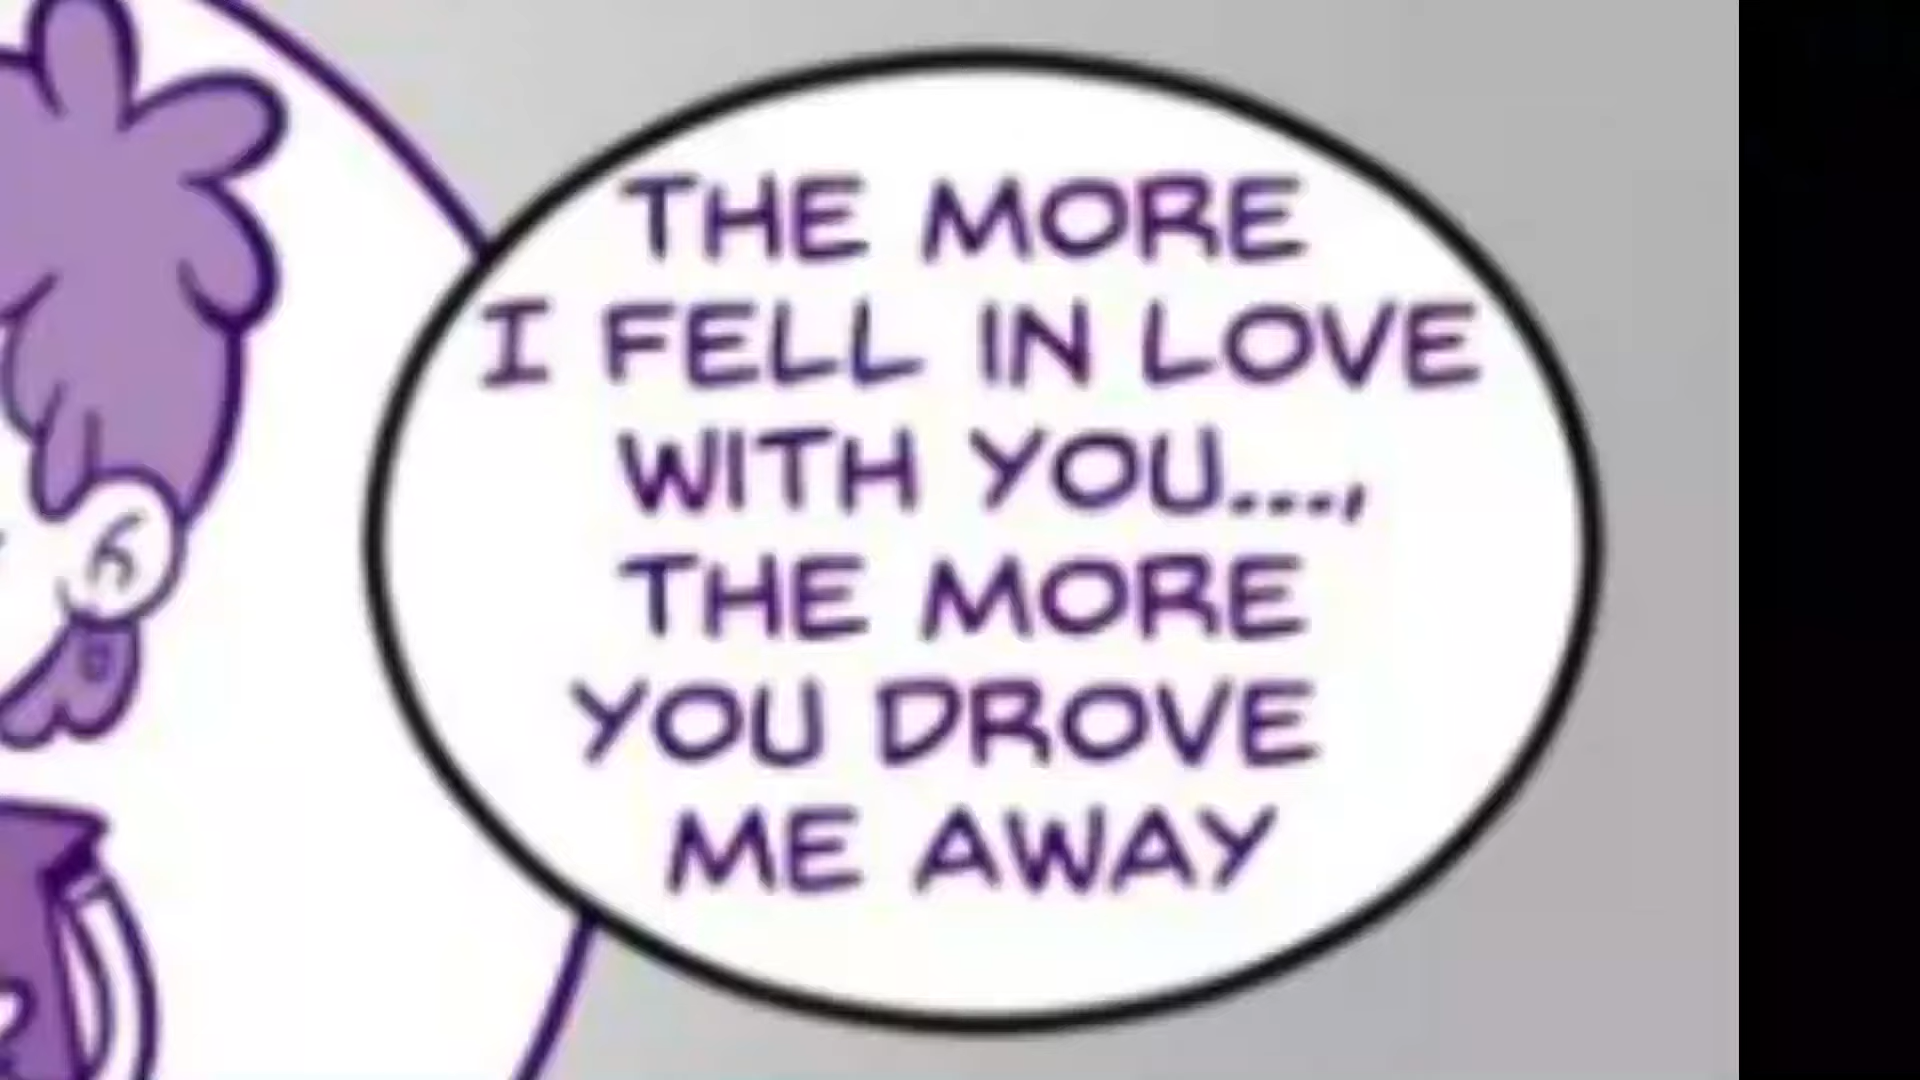 THE MORE
I FELL IN LOVE
WITH YOU...,
THE MORE
YOU DROVE
ME AWAY